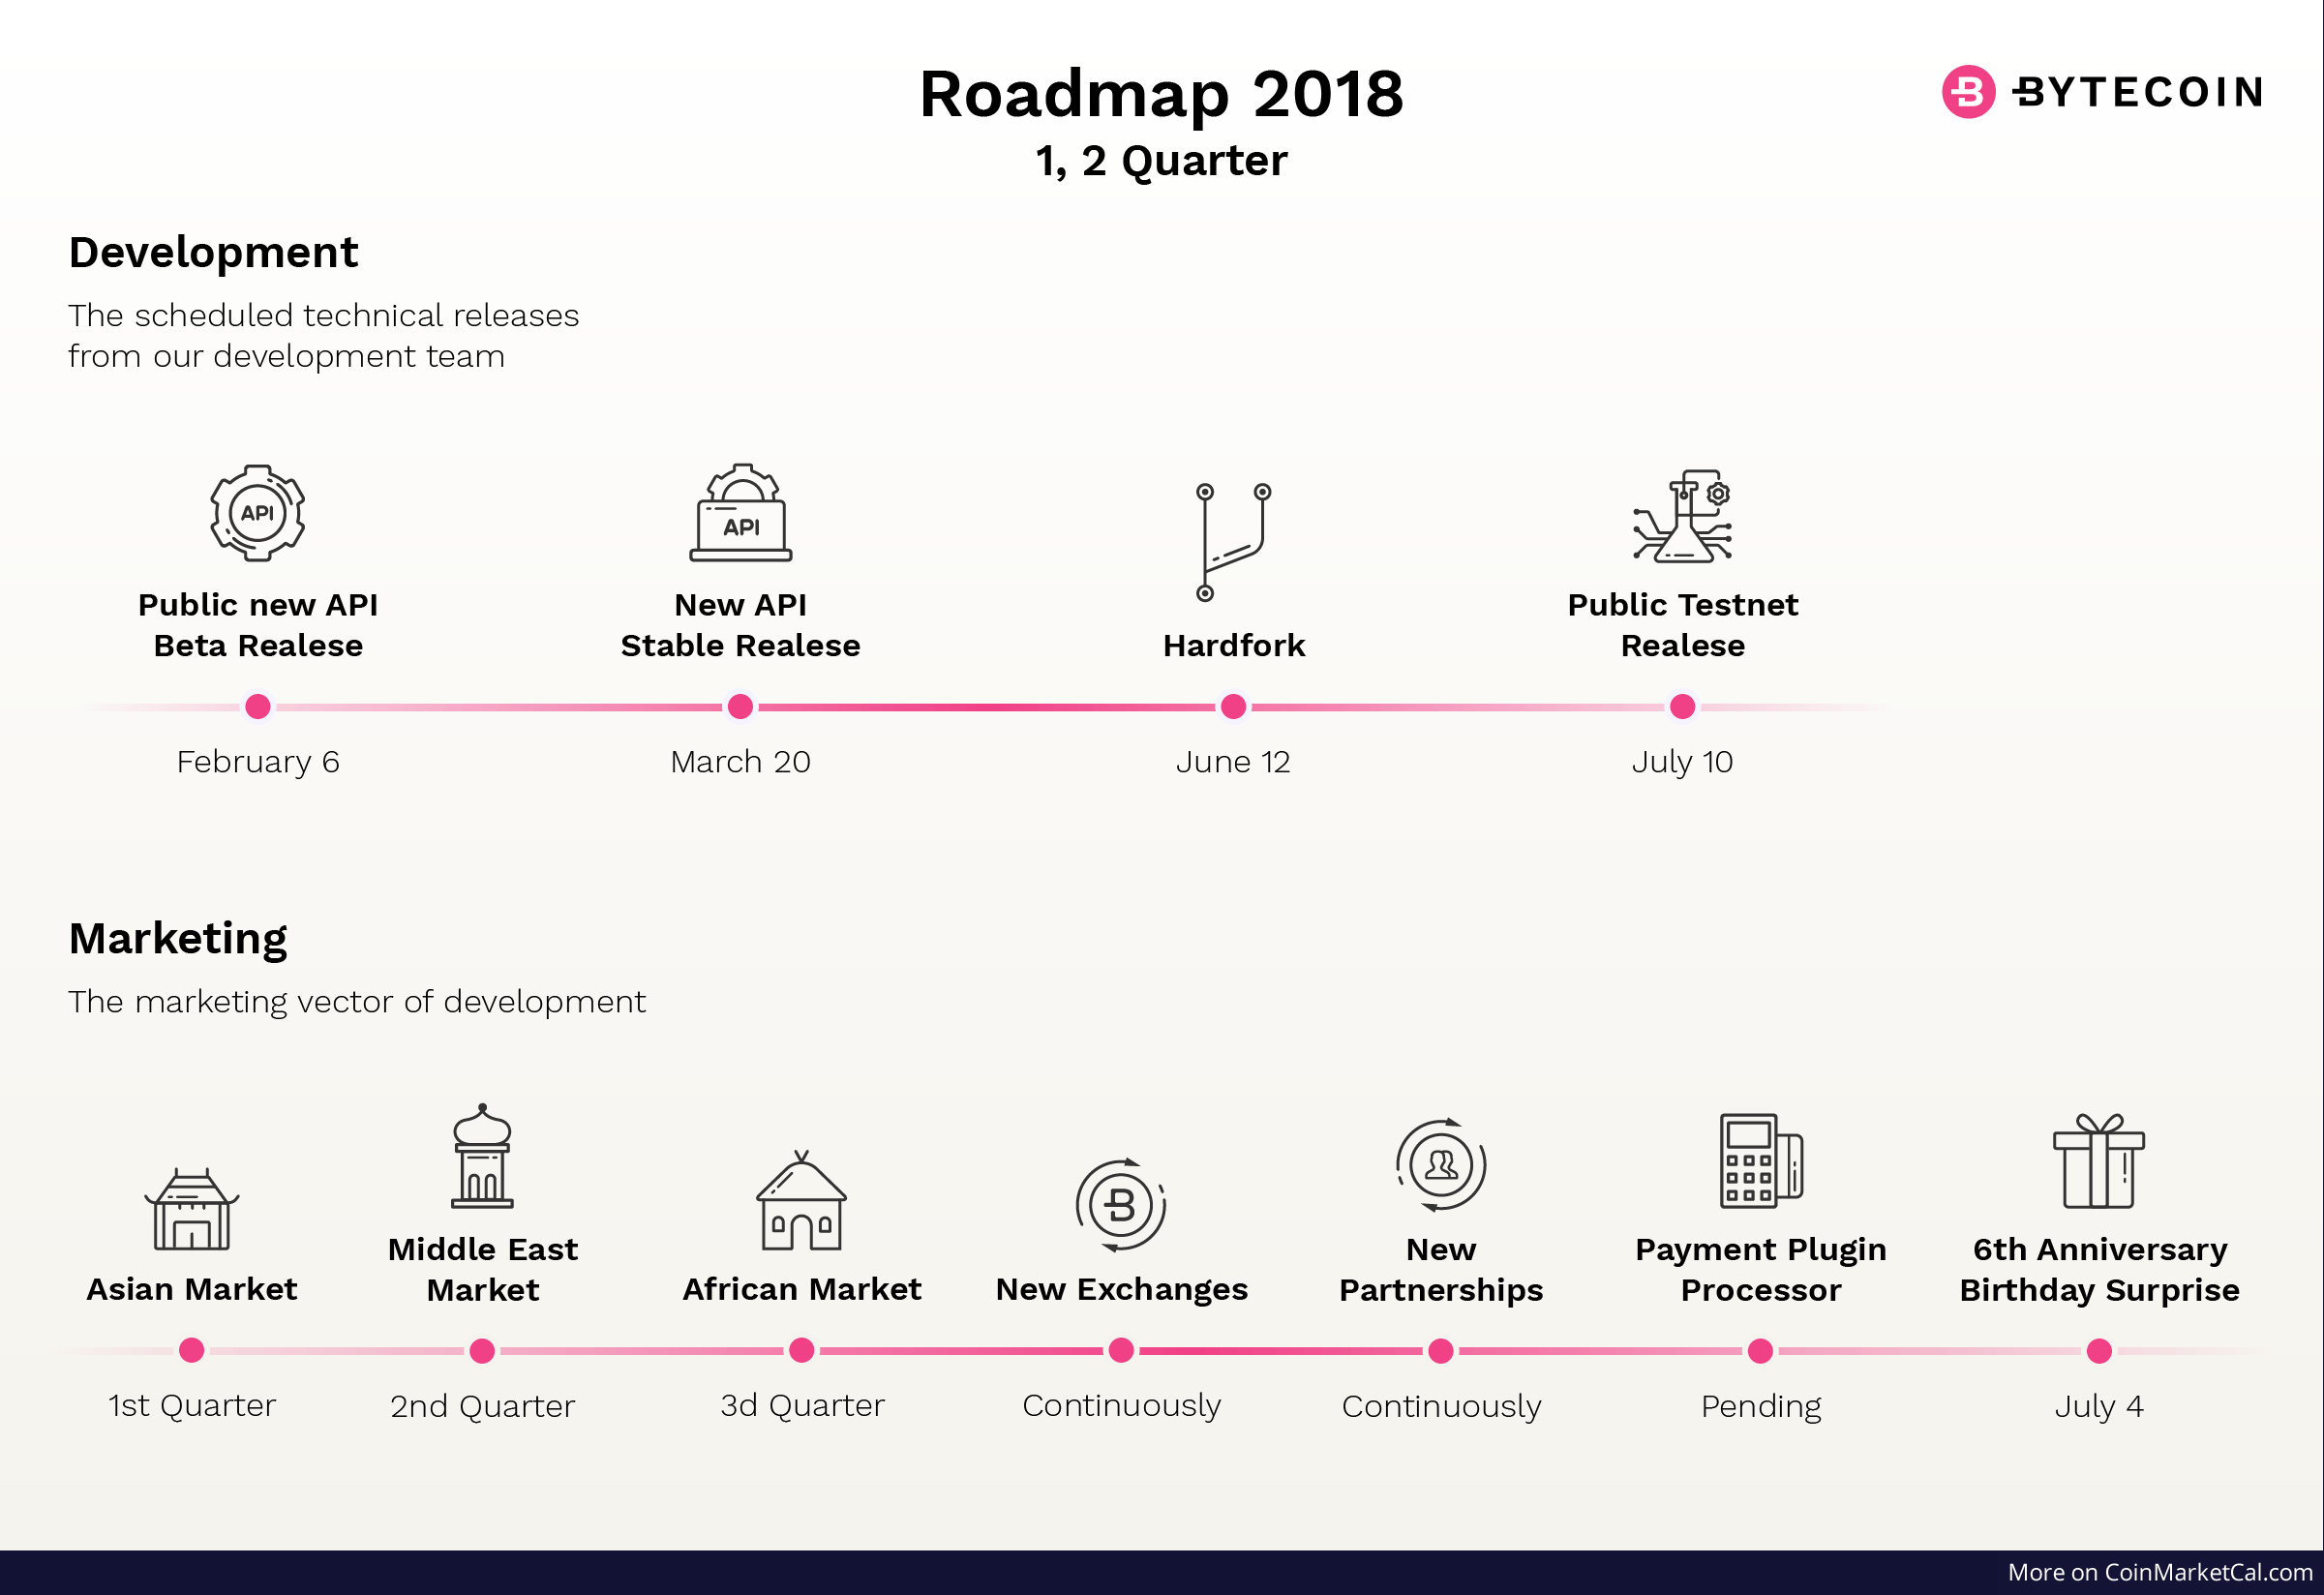 Roadmap 2018
1, 2 Quarter
BYTECOIN
Development
The scheduled technical releases
from our development team
API
API
Public new API
Beta Realese
New API
Stable Realese
Hardfork
Public Testnet
Realese
February 6
March 20
June 12
July 10
Marketing
The marketing vector of development
Asian Market
Middle East
Market
African Market
New Exchanges
New
Partnerships
Payment Plugin
Processor
6th Anniversary
Birthday Surprise
1st Quarter
2nd Quarter
3d Quarter
Continuously
Continuously
Pending
July 4
More on CoinMarketCal.com